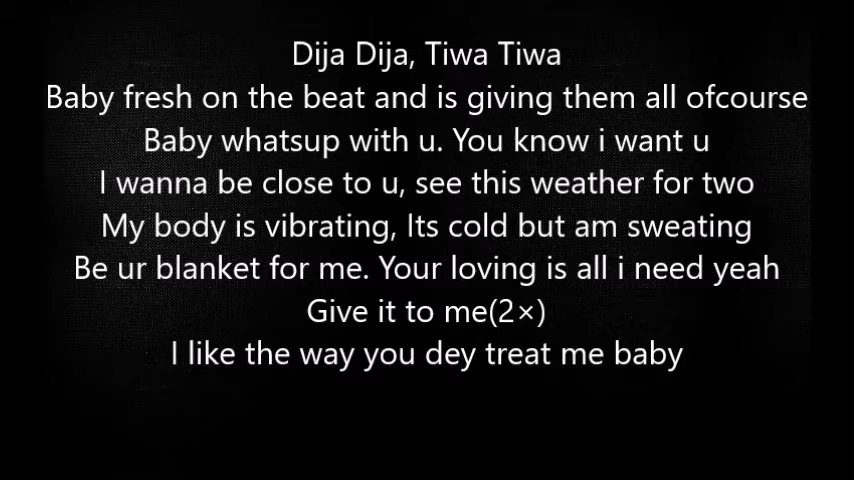 Dija Dija, Tiwa Tiwa
Baby fresh on the beat and is giving them all ofcourse
Baby whatsup with u. You know i want u
I wanna be close to u, see this weather for two
My body is vibrating, Its cold but am sweating
Be ur blanket for me. Your loving is all i need yeah
Give it to me(2×)
I like the way you dey treat me baby